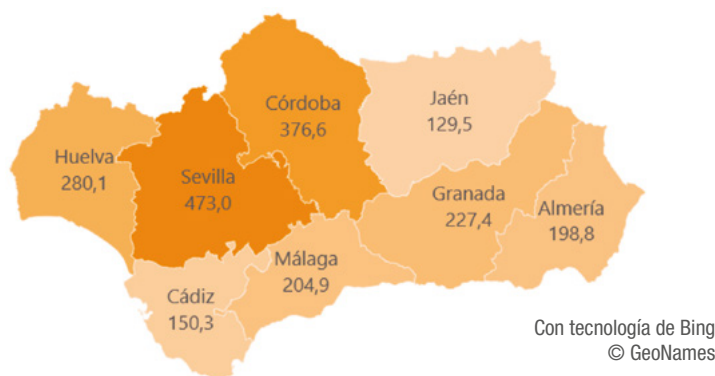 Córdoba
376,6
Jaén
129,5
Huelva
280,1
Sevilla
473,0
Granada
227,4
Almería
198,8
Málaga
204,9
Cádiz
150,3
Con tecnología de Bing
© GeoNames